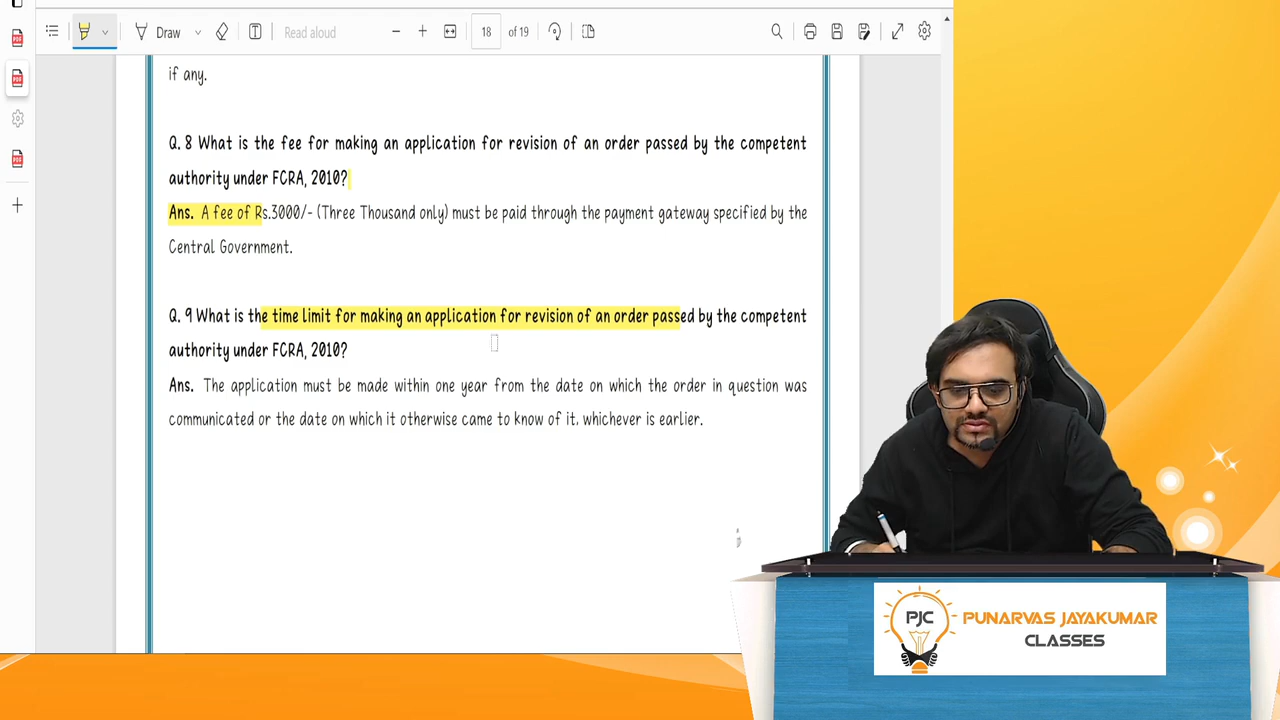 Draw
Read aloud
18 of 19
if any.
Q. 8 What is the fee for making an application for revision of an order passed by the competent
authority under FCRA, 2010?
Ans. A fee of Rs.3000/- (Three Thousand only) must be paid through the payment gateway specified by the
Central Government.
Q. 9 What is the time limit for making an application for revision of an order passed by the competent
authority under FCRA, 2010?
Ans. The application must be made within one year from the date on which the order in question was
communicated or the date on which it otherwise came to know of it, whichever is earlier.
PJC
PUNARVAS JAYAKUMAR
CLASSES